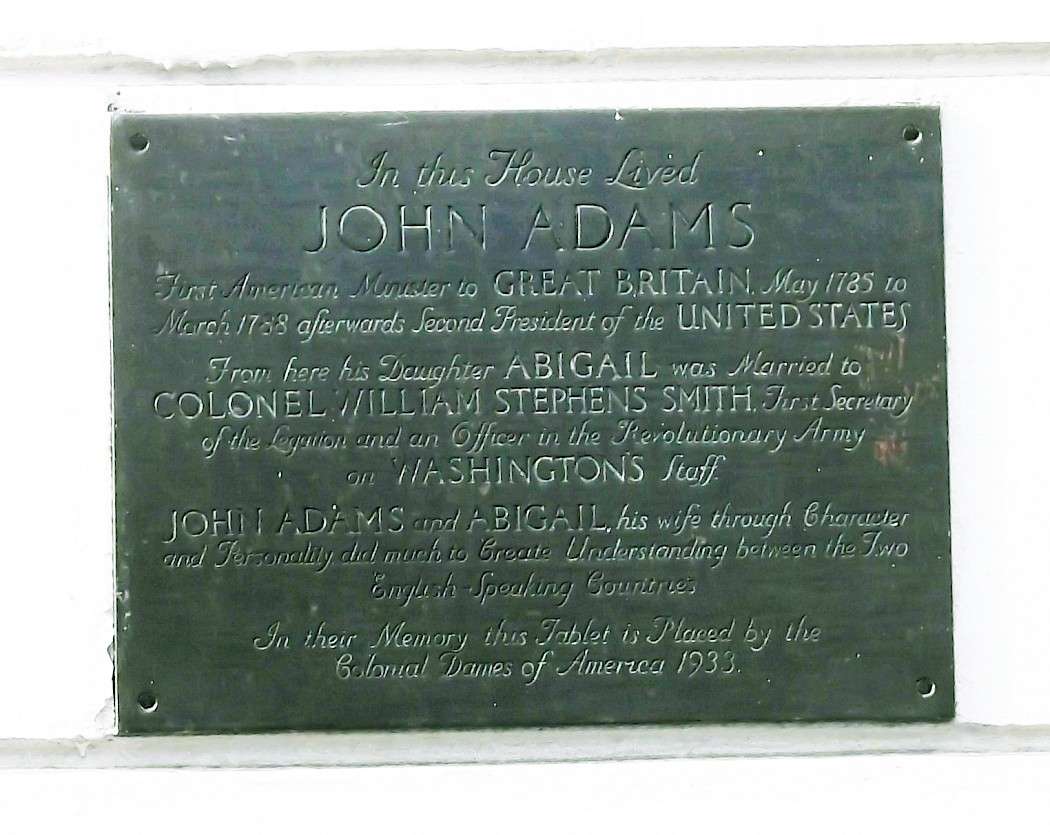 In this House Lived
JOHN ADAMS
First American Minister to GREAT BRITAIN. May 1785 to
March 1788 afterwards Second President of the UNITED STATES
From here his Daughter ABIGAIL was Married to
COLONEL WILLIAM STEPHENS SMITH. First Secretary
of the Legation and an Officer in the Revolutionary Army
on WASHINGTON'S Staff.
JOHN ADAMS and ABIGAIL, his wife through Character
and Personality did much to Create Understanding between the Two
English-Speaking Countries
In their Memory this Tablet is Placed by the
Colonial Dames of America 1933.